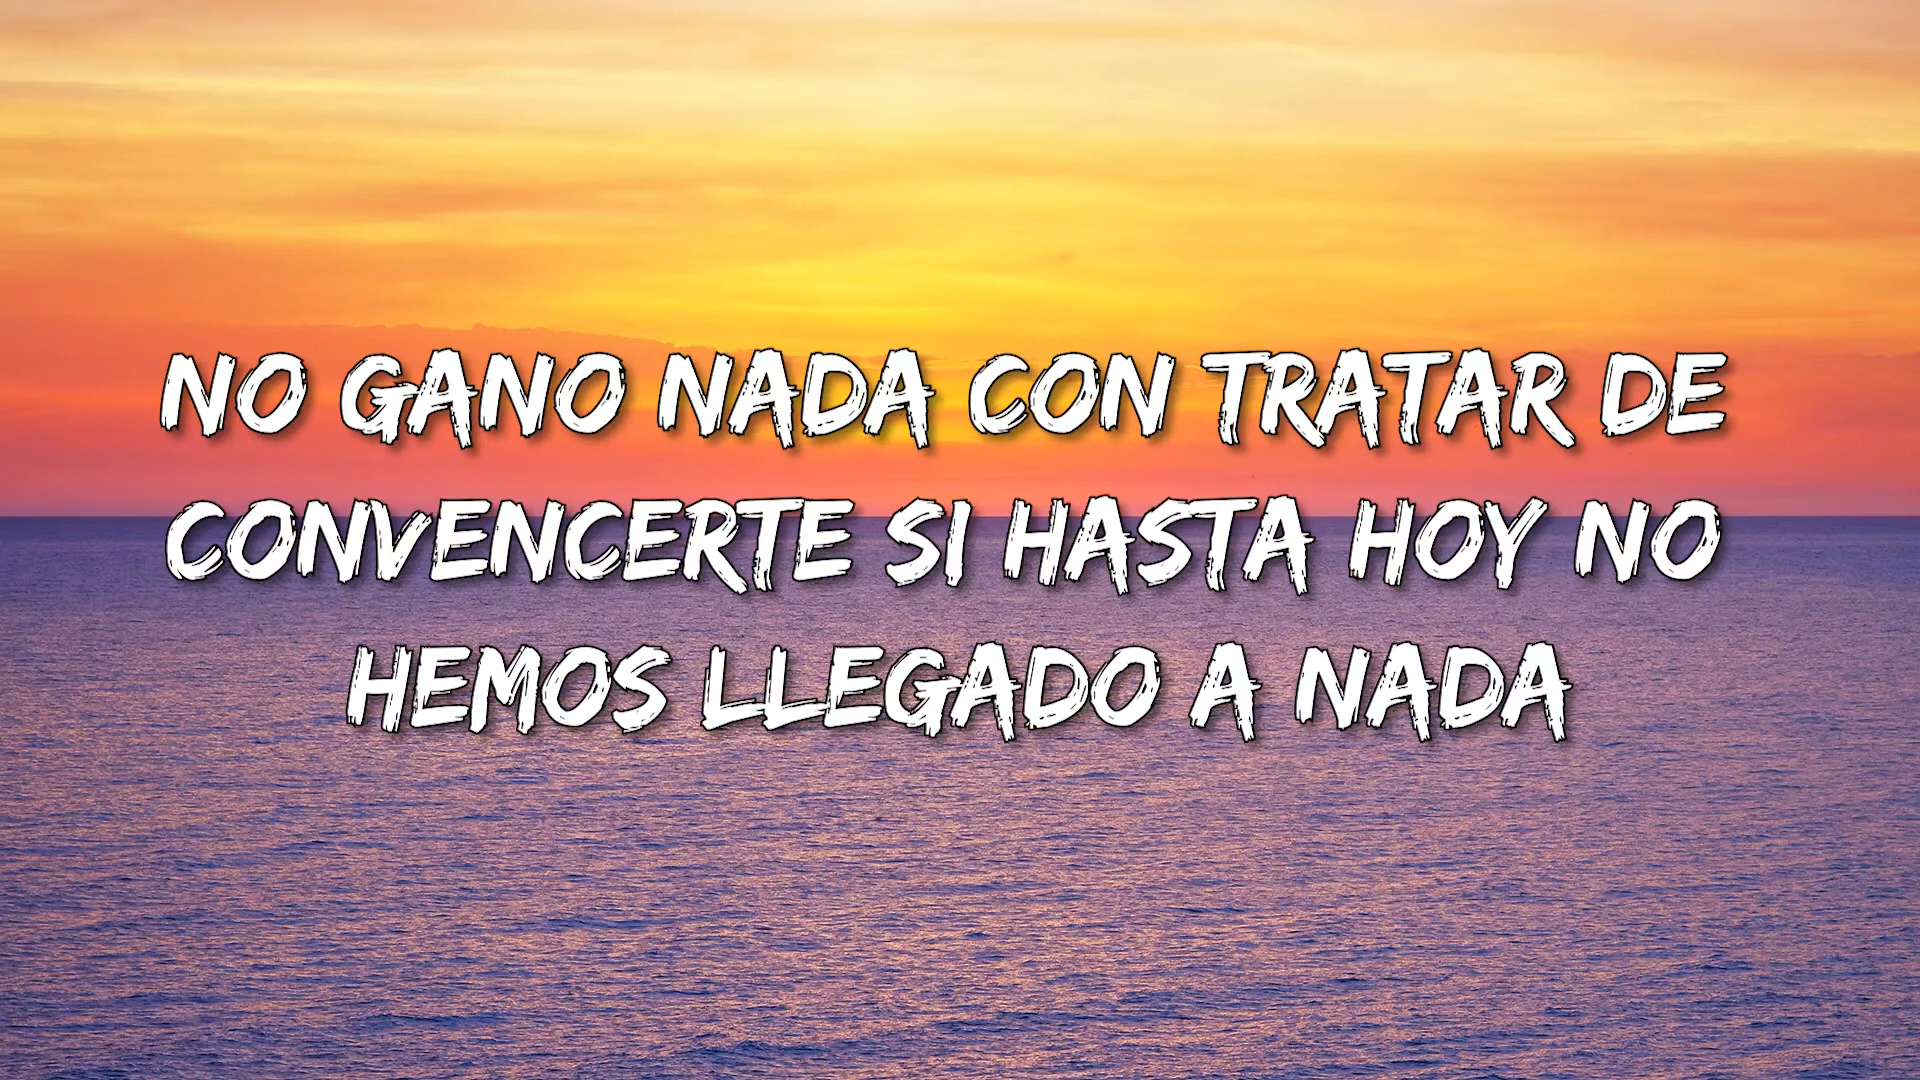 NO GANO NADA CON TRATAR DE
CONVENCERTE SI HASTA HOY NO
HEMOS LLEGADO A NADA